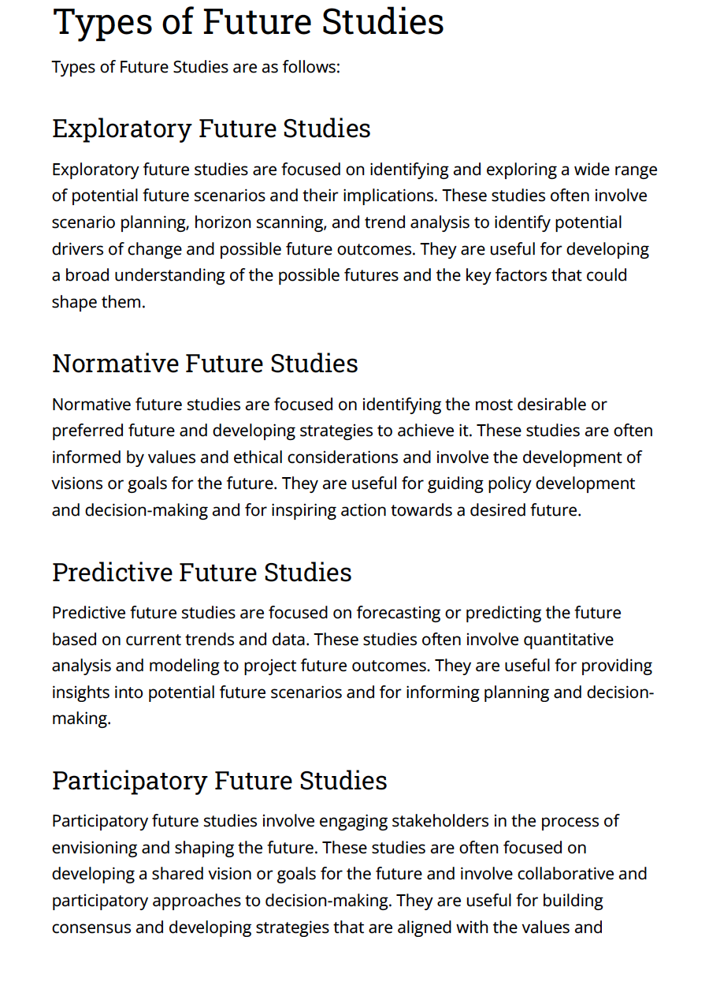 Types of Future Studies
Types of Future Studies are as follows:
Exploratory Future Studies
Exploratory future studies are focused on identifying and exploring a wide range
of potential future scenarios and their implications. These studies often involve
scenario planning, horizon scanning, and trend analysis to identify potential
drivers of change and possible future outcomes. They are useful for developing
a broad understanding of the possible futures and the key factors that could
shape them.
Normative Future Studies
Normative future studies are focused on identifying the most desirable or
preferred future and developing strategies to achieve it. These studies are often
informed by values and ethical considerations and involve the development of
visions or goals for the future. They are useful for guiding policy development
and decision-making and for inspiring action towards a desired future.
Predictive Future Studies
Predictive future studies are focused on forecasting or predicting the future
based on current trends and data. These studies often involve quantitative
analysis and modeling to project future outcomes. They are useful for providing
insights into potential future scenarios and for informing planning and decision-
making.
Participatory Future Studies
Participatory future studies involve engaging stakeholders in the process of
envisioning and shaping the future. These studies are often focused on
developing a shared vision or goals for the future and involve collaborative and
participatory approaches to decision-making. They are useful for building
consensus and developing strategies that are aligned with the values and